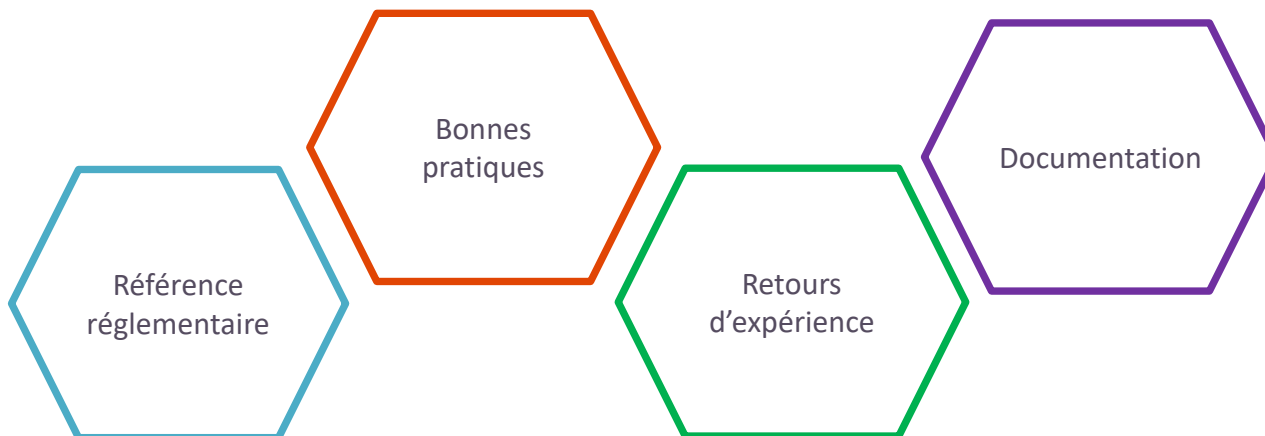 Référence
réglementaire
Bonnes
pratiques
Retours
d’expérience
Documentation